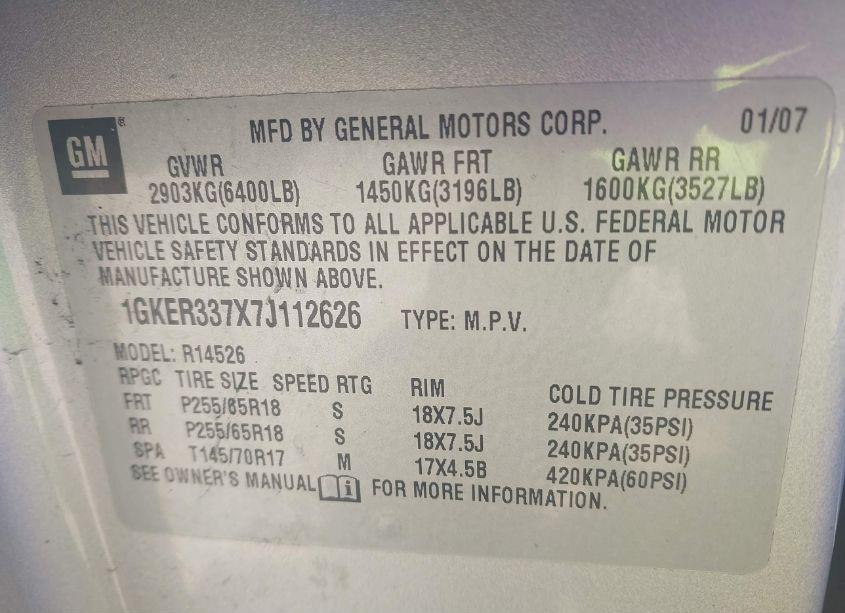 GM ®
MFD BY GENERAL MOTORS CORP. 01/07
GVWR GAWR FRT GAWR RR
2903KG(6400LB) 1450KG(3196LB) 1600KG(3527LB)
THIS VEHICLE CONFORMS TO ALL APPLICABLE U.S. FEDERAL MOTOR
VEHICLE SAFETY STANDARDS IN EFFECT ON THE DATE OF
MANUFACTURE SHOWN ABOVE.
1GKER337X7J112626 TYPE: M.P.V.
MODEL: R14526
RPGC TIRE SIZE SPEED RTG RIM COLD TIRE PRESSURE
FRT P255/65R18 S 18X7.5J 240KPA(35PSI)
RR P255/65R18 S 18X7.5J 240KPA(35PSI)
SPA T145/70R17 M 17X4.5B 420KPA(60PSI)
SEE OWNER'S MANUAL i FOR MORE INFORMATION.